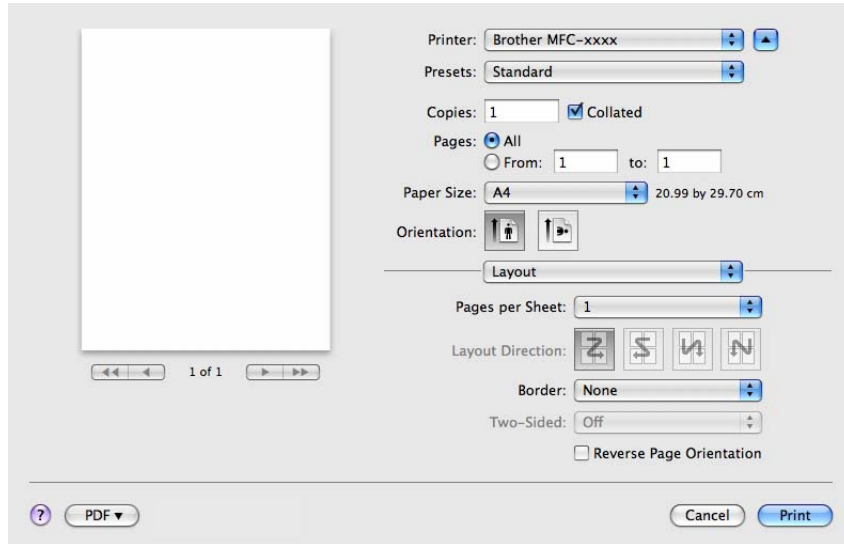 Printer: Brother MFC-xxxx
Presets: Standard
Copies: 1 Collated
Pages: All
From: 1 to: 1
Paper Size: A4 20.99 by 29.70 cm
Orientation:
Layout
Pages per Sheet: 1
Layout Direction:
1 of 1
Border: None
Two-Sided: Off
Reverse Page Orientation
? PDF Cancel Print